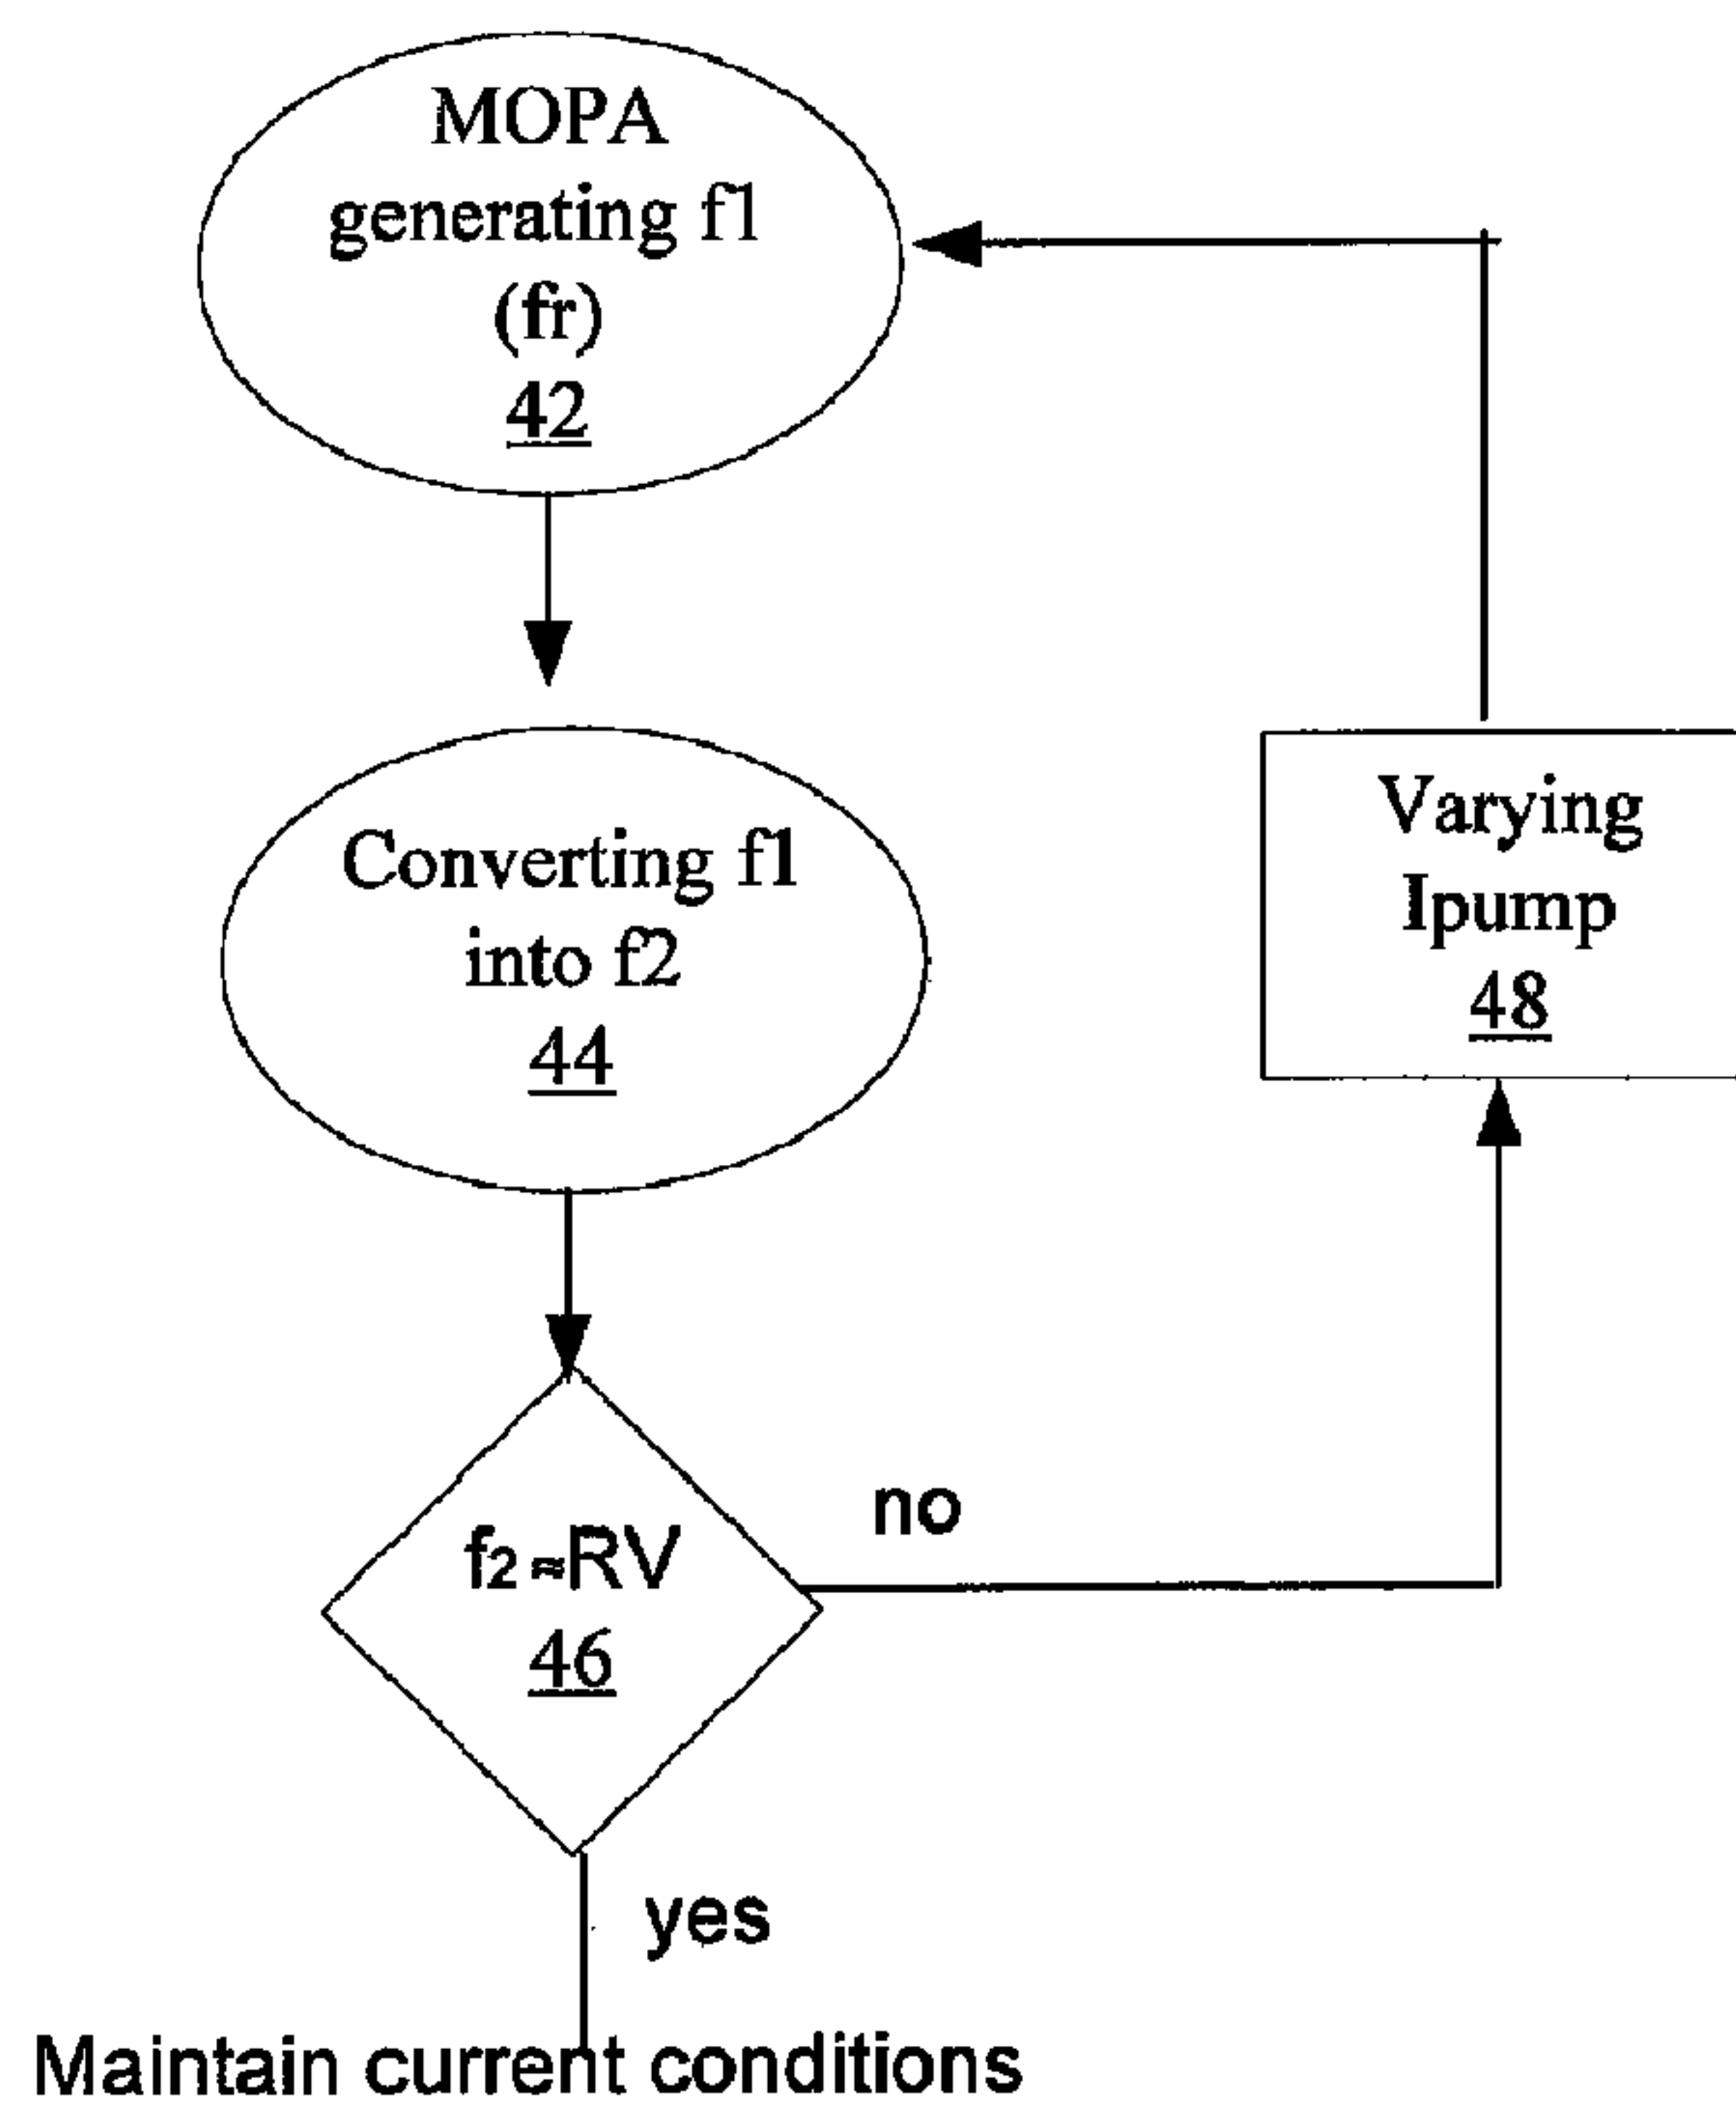 MOPA
generating f1
(fr)
42
Converting f1
into f2
44
Varying
Ipump
48
f2≈RV
46
no
yes
Maintain current conditions